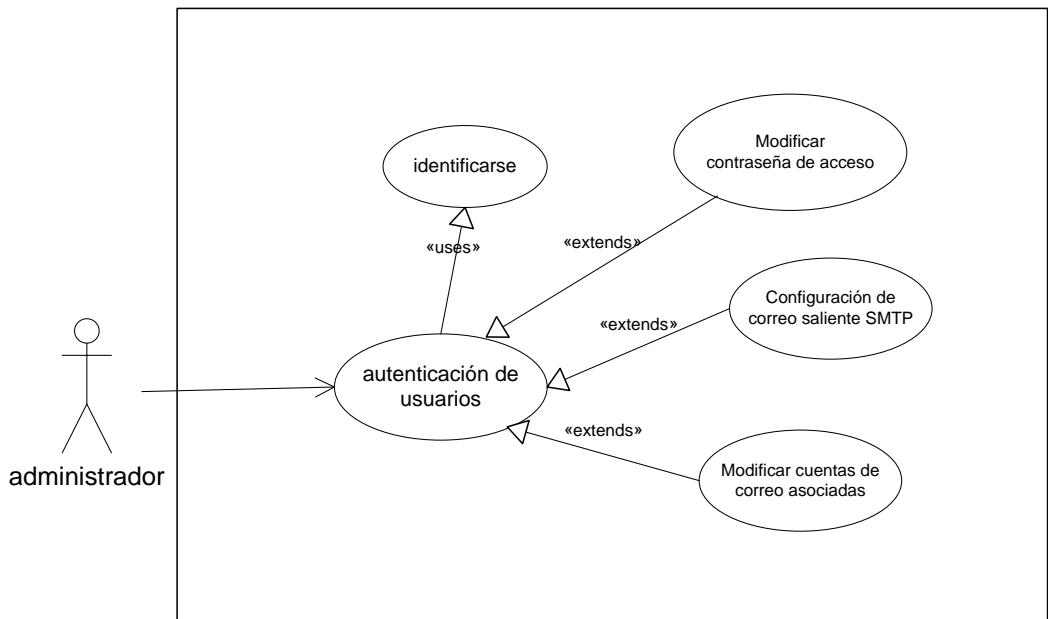 Modificar
contraseña de acceso
identificarse
«uses»
«extends»
Configuración de
correo saliente SMTP
«extends»
autenticación de
usuarios
«extends»
Modificar cuentas de
correo asociadas
administrador